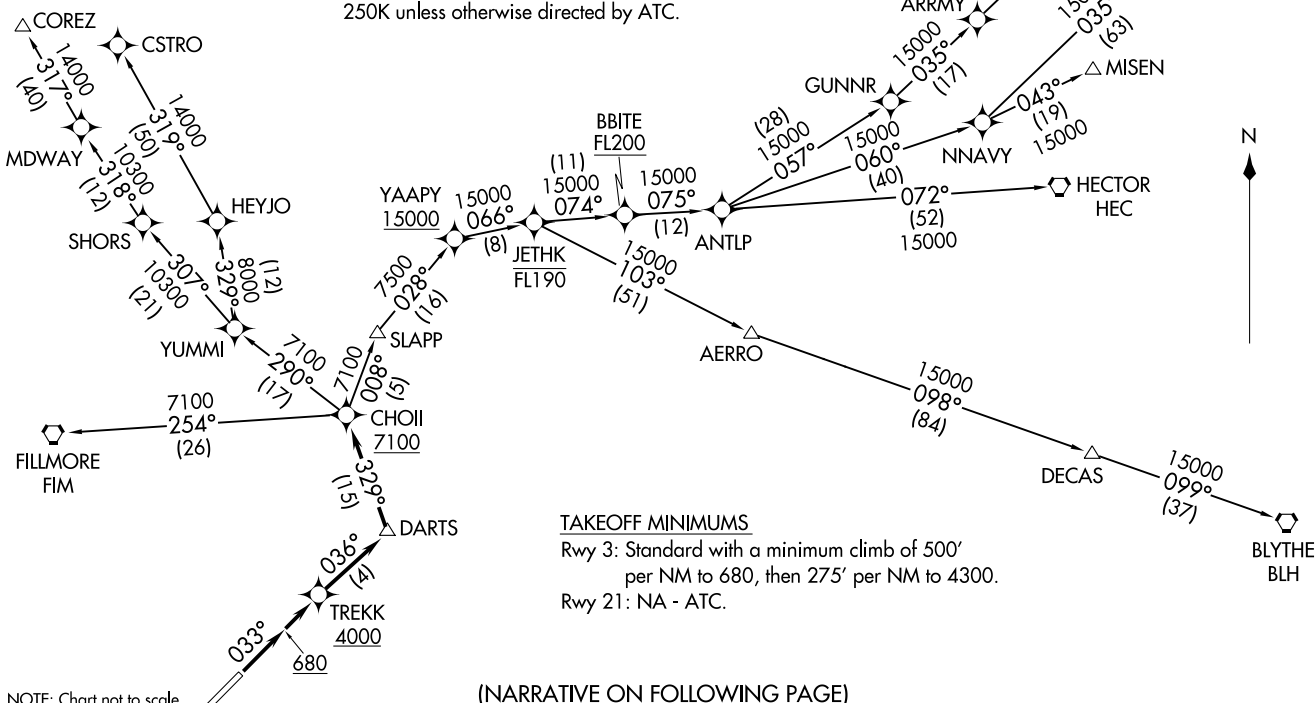 250K unless otherwise directed by ATC.
COREZ
14000
317°
(40)
CSTRO
14000
319°
(50)
MDWAY
10300
318°
(12)
SHORS
HEYJO
307°
10300
(21)
(12)
8000
329°
YUMMI
7100
290°
(17)
7100
254°
(26)
FILLMORE
FIM
CHOII
7100
7100
008°
(5)
SLAPP
7500
028°
(16)
YAAPY
15000
15000
066°
(8)
JETHK
FL190
(11)
15000
074°
BBITE
FL200
15000
075°
(12)
ANTLP
(28)
15000
057°
GUNNR
15000
035°
(17)
ARRMY
15000
060°
(40)
NNAVY
035°
(63)
043°
(19)
15000
MISEN
072°
(52)
15000
HECTOR
HEC
N
15000
103°
(51)
AERRO
15000
098°
(84)
DECAS
15000
099°
(37)
BLYTHE
BLH
329°
(15)
DARTS
036°
(4)
TREKK
4000
033°
680
TAKEOFF MINIMUMS
Rwy 3: Standard with a minimum climb of 500'
per NM to 680, then 275' per NM to 4300.
Rwy 21: NA - ATC.
NOTE: Chart not to scale
(NARRATIVE ON FOLLOWING PAGE)